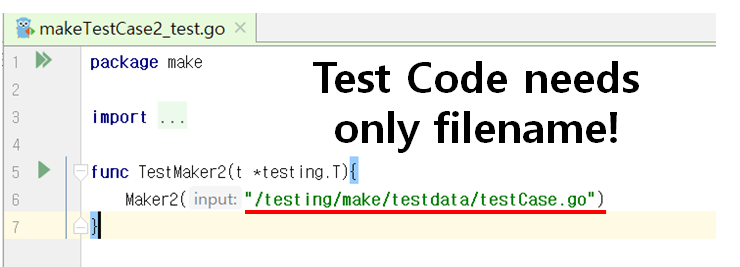 makeTestCase2_test.go
1 package make
Test Code needs
only filename!
2
3 import ...
4
5 func TestMaker2(t *testing.T){
6 Maker2( input: "/testing/make/testdata/testCase.go")
7 }